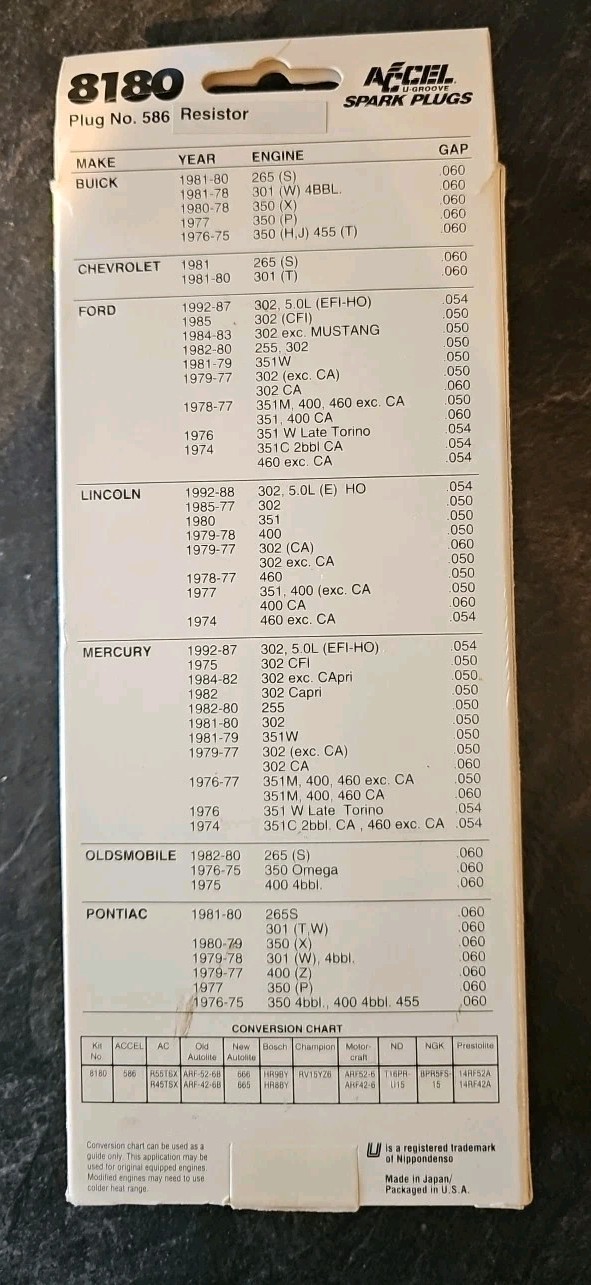 8180
ACCEL
U-GROOVE
SPARK PLUGS
Plug No. 586 Resistor
MAKE YEAR ENGINE GAP
BUICK 1981-80 265 (S) .060
1981-78 301 (W) 4BBL. .060
1980-78 350 (X) .060
1977 350 (P) .060
1976-75 350 (H,J) 455 (T) .060
CHEVROLET 1981 265 (S) .060
1981-80 301 (T) .060
FORD 1992-87 302, 5.0L (EFI-HO) .054
1985 302 (CFI) .050
1984-83 302 exc. MUSTANG .050
1982-80 255, 302 .050
1981-79 351W .050
1979-77 302 (exc. CA) .050
302 CA .060
1978-77 351M, 400, 460 exc. CA .050
351, 400 CA .060
1976 351 W Late Torino .054
1974 351C 2bbl CA .054
460 exc. CA .054
LINCOLN 1992-88 302, 5.0L (E) HO .054
1985-77 302 .050
1980 351 .050
1979-78 400 .050
1979-77 302 (CA) .060
302 exc. CA .050
1978-77 460 .050
1977 351, 400 (exc. CA .050
400 CA .060
1974 460 exc. CA .054
MERCURY 1992-87 302, 5.0L (EFI-HO) .054
1975 302 CFI .050
1984-82 302 exc. CApri .050
1982 302 Capri .050
1982-80 255 .050
1981-80 302 .050
1981-79 351W .050
1979-77 302 (exc. CA) .050
302 CA .060
1976-77 351M, 400, 460 exc. CA .050
351M, 400, 460 CA .060
1976 351 W Late Torino .054
1974 351C 2bbl. CA , 460 exc. CA .054
OLDSMOBILE 1982-80 265 (S) .060
1976-75 350 Omega .060
1975 400 4bbl. .060
PONTIAC 1981-80 265S .060
301 (T,W) .060
1980-79 350 (X) .060
1979-78 301 (W), 4bbl. .060
1979-77 400 (Z) .060
1977 350 (P) .060
1976-75 350 4bbl., 400 4bbl. 455 .060
CONVERSION CHART
Kit No. ACCEL AC Old Autolite New Autolite Bosch Champion Motor-craft ND NGK Prestolite
8180 586 R55TSX ARF-52-6B 666 HR9BY RV15YZ6 ARF52-6 T16PR- BPR5FS- 14RF52A
R45TSX ARF-42-6B 665 HR8BY ARF42-6 U15 15 14RF42A
Conversion chart can be used as a
guide only. This application may be
used for original equipped engines.
Modified engines may need to use
colder heat range.
U is a registered trademark
of Nippondenso
Made in Japan/
Packaged in U.S.A.